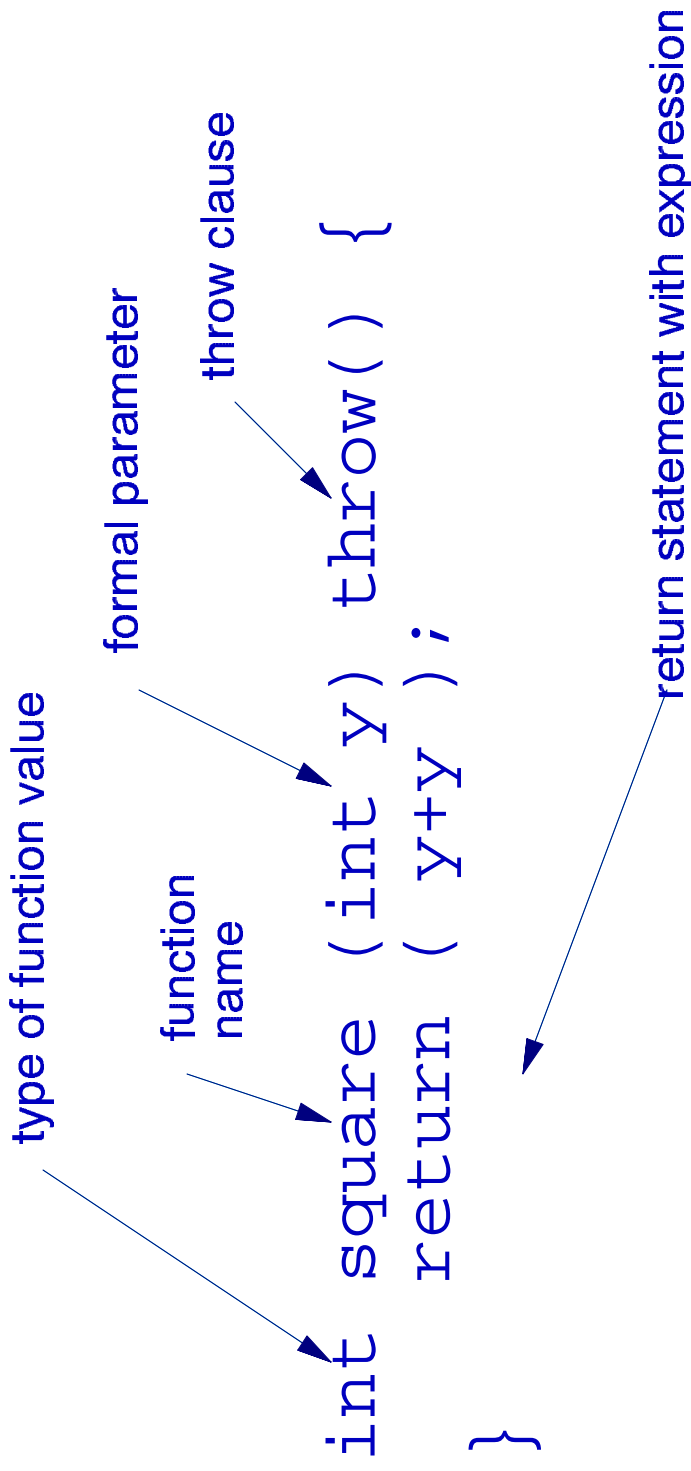 type of function value
formal parameter
function
name
throw clause
int square (int y) throw() {
return ( y+y );
}
return statement with expression